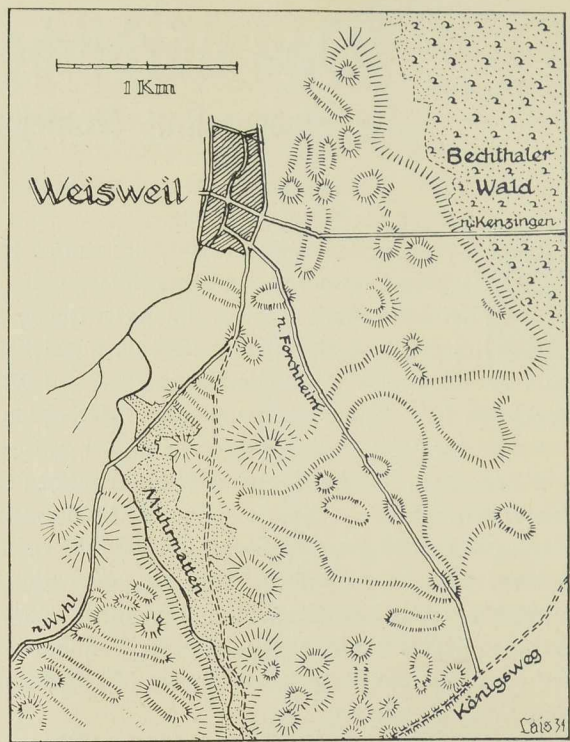 1 Km
Weisweil
Bechthaler
Wald
n. Kenzingen
n. Forchheim
Muhrmatten
n. Wyhl
Königsweg
Lais 34